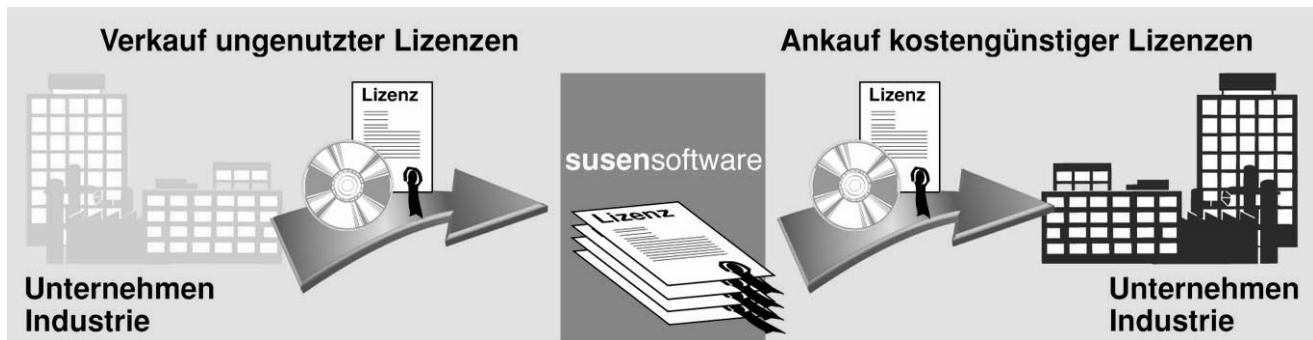 Verkauf ungenutzter Lizenzen
Ankauf kostengünstiger Lizenzen
Lizenz
Lizenz
susensoftware
Lizenz
Unternehmen
Industrie
Unternehmen
Industrie